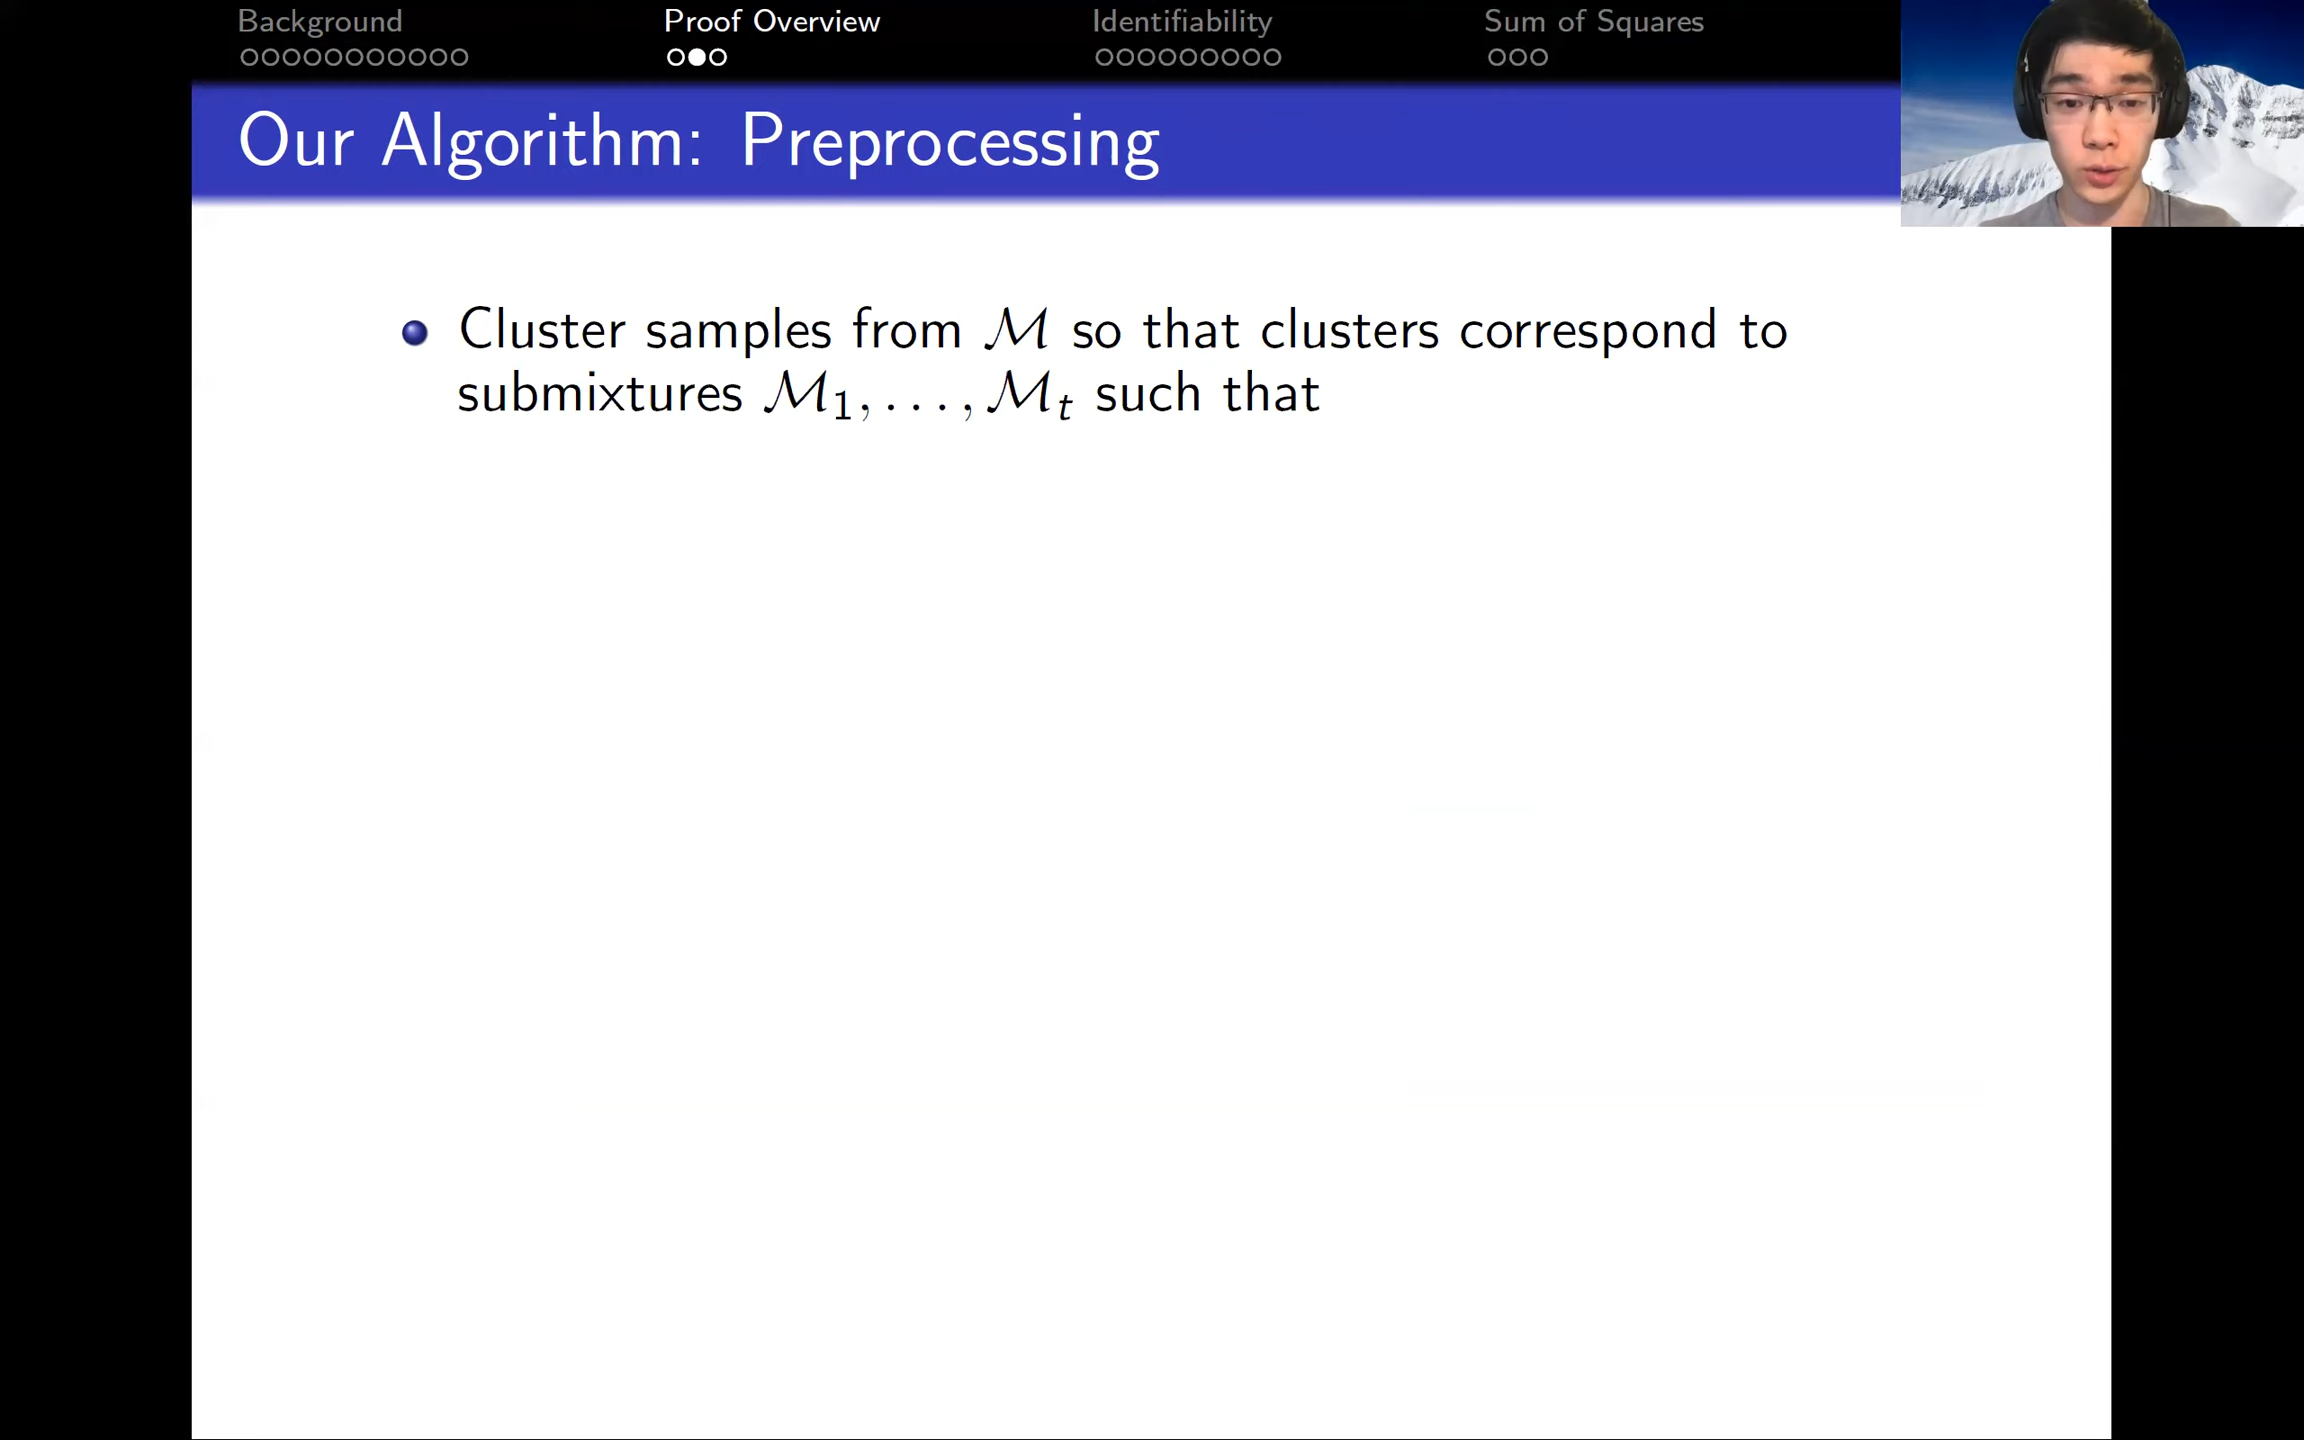 Background Proof Overview Identifiability Sum of Squares
Our Algorithm: Preprocessing
Cluster samples from ℳ so that clusters correspond to
submixtures ℳ₁, . . . , ℳₜ such that